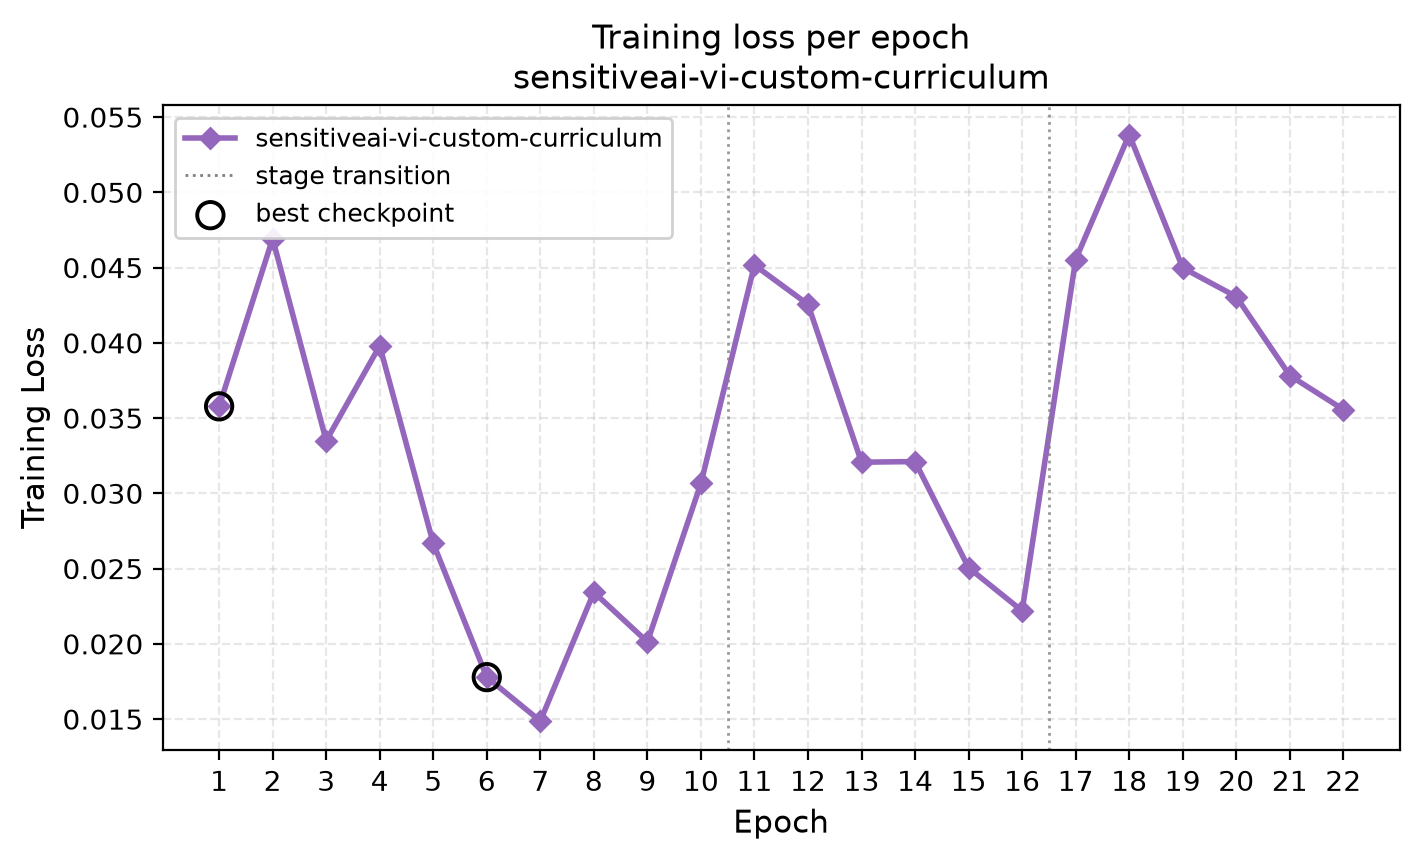 Training loss per epoch
sensitiveai-vi-custom-curriculum
sensitiveai-vi-custom-curriculum
stage transition
best checkpoint
Training Loss
0.055
0.050
0.045
0.040
0.035
0.030
0.025
0.020
0.015
1 2 3 4 5 6 7 8 9 10 11 12 13 14 15 16 17 18 19 20 21 22
Epoch